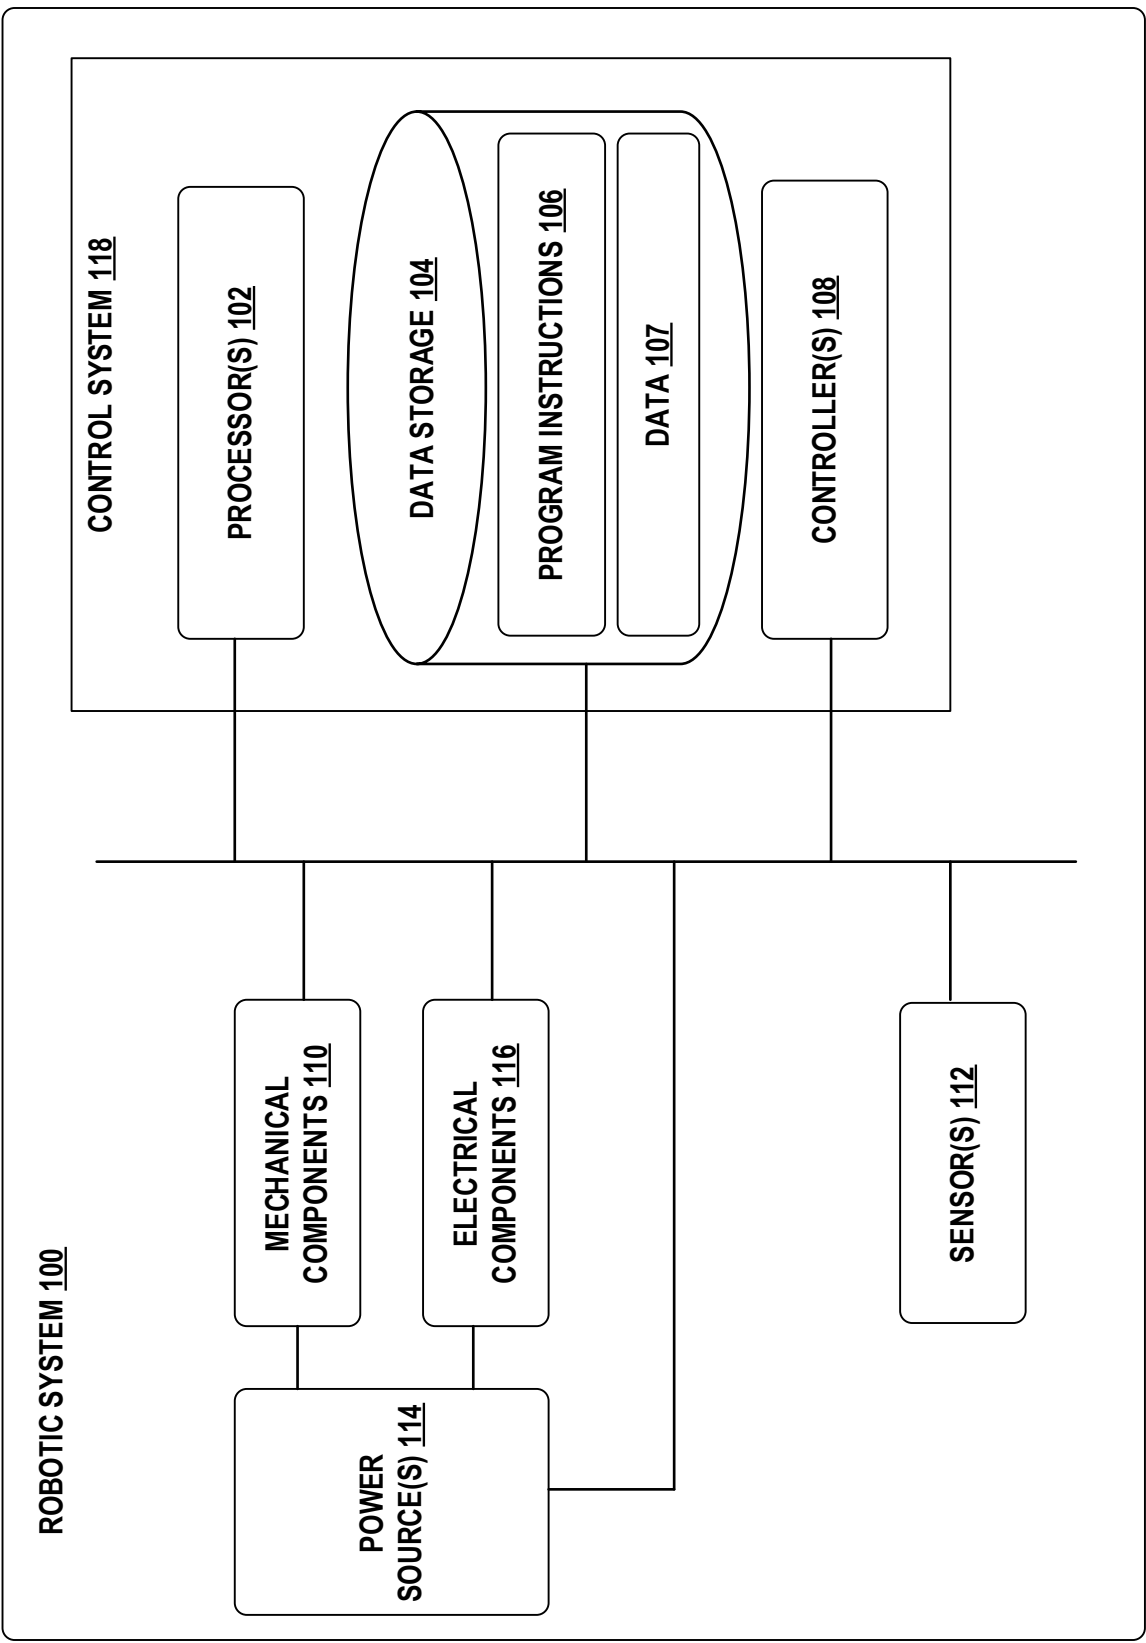 ROBOTIC SYSTEM 100
CONTROL SYSTEM 118
PROCESSOR(S) 102
DATA STORAGE 104
PROGRAM INSTRUCTIONS 106
DATA 107
CONTROLLER(S) 108
MECHANICAL
COMPONENTS 110
ELECTRICAL
COMPONENTS 116
POWER
SOURCE(S) 114
SENSOR(S) 112